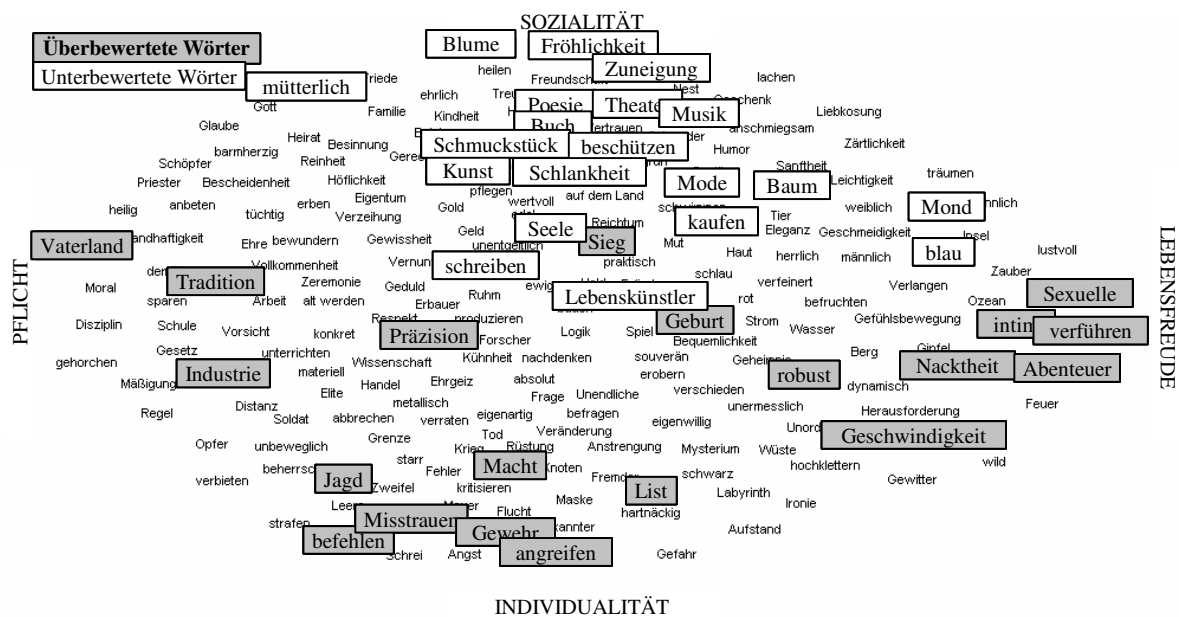 SOZIALITÄT
Überbewertete Wörter
Unterbewertete Wörter
Blume
Fröhlichkeit
Zuneigung
mütterlich
heilen
lachen
Gott
Familie
ehrlich
Kindheit
Poesie
Musik
Liebkosung
Glaube
Heirat
Besinnung
Buch
anschmiegsam
Zärtlichkeit
barmherzig
Reinheit
Schmuckstück
beschützen
Humor
Schöpfer
Sanftheit
Priester
Bescheidenheit
Höflichkeit
Kunst
Schlankheit
Mode
Baum
Leichtigkeit
träumen
pflegen
auf dem Land
heilig
anbeten
tüchtig
erben
Eigentum
Verzeihung
Gold
wertvoll
Reichtum
kaufen
Tier
Eleganz
weiblich
Mond
Vaterland
Ehre
bewundern
Gewissheit
Geld
unentgeltlich
Seele
Sieg
Mut
Haut
herrlich
männlich
Geschmeidigkeit
Insel
blau
lustvoll
PFLICHT
LEBENSFREUDE
Vollkommenheit
schreiben
praktisch
schlau
verfeinert
Verlangen
Zauber
Moral
Tradition
Zeremonie
Geduld
ewig
Lebenskünstler
Sexuelle
sparen
Arbeit
alt werden
Erbauer
Ruhm
rot
befruchten
Ozean
Disziplin
Schule
Vorsicht
konkret
Präzision
produzieren
Forscher
Logik
Spiel
Geburt
Strom
Wasser
Gefühlsbewegung
verführen
Bequemlichkeit
gehorchen
Gesetz
unterrichten
Wissenschaft
Kühnheit
nachdenken
souverän
Berg
Gipfel
Industrie
materiell
erobern
robust
Nacktheit
Abenteuer
Mäßigung
Elite
Handel
Ehrgeiz
absolut
Frage
Unendliche
verschieden
dynamisch
Regel
Distanz
metallisch
unermesslich
Herausforderung
Feuer
Soldat
abbrechen
verraten
eigenartig
befragen
eigenwillig
Geschwindigkeit
Opfer
unbeweglich
Grenze
Tod
Veränderung
Krieg
Rüstung
Anstrengung
Mysterium
Wüste
starr
Macht
hochklettern
wild
verbieten
Jagd
Fehler
Knoten
schwarz
Gewitter
Zweifel
kritisieren
List
Labyrinth
Maske
Ironie
Misstrauen
Flucht
hartnäckig
strafen
befehlen
Gewehr
Aufstand
Angst
angreifen
Gefahr
INDIVIDUALITÄT